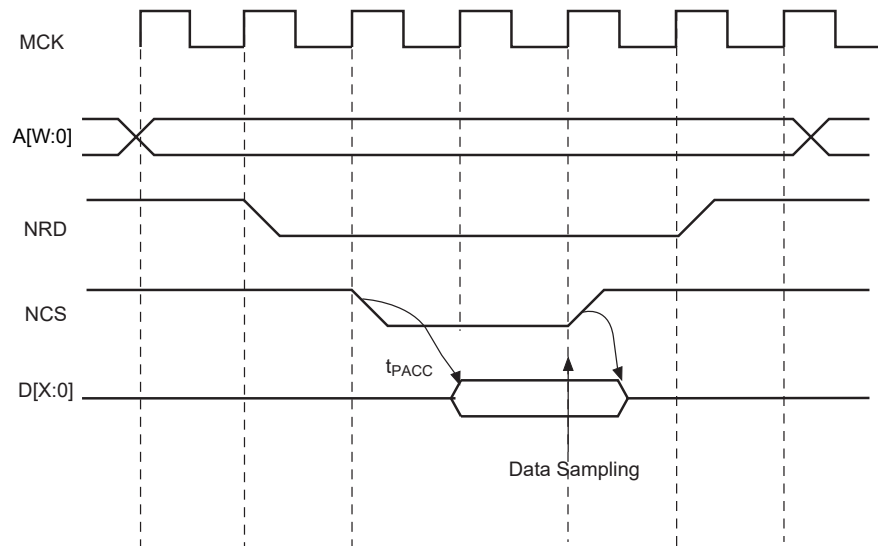 MCK
A[W:0]
NRD
NCS
tPACC
D[X:0]
Data Sampling